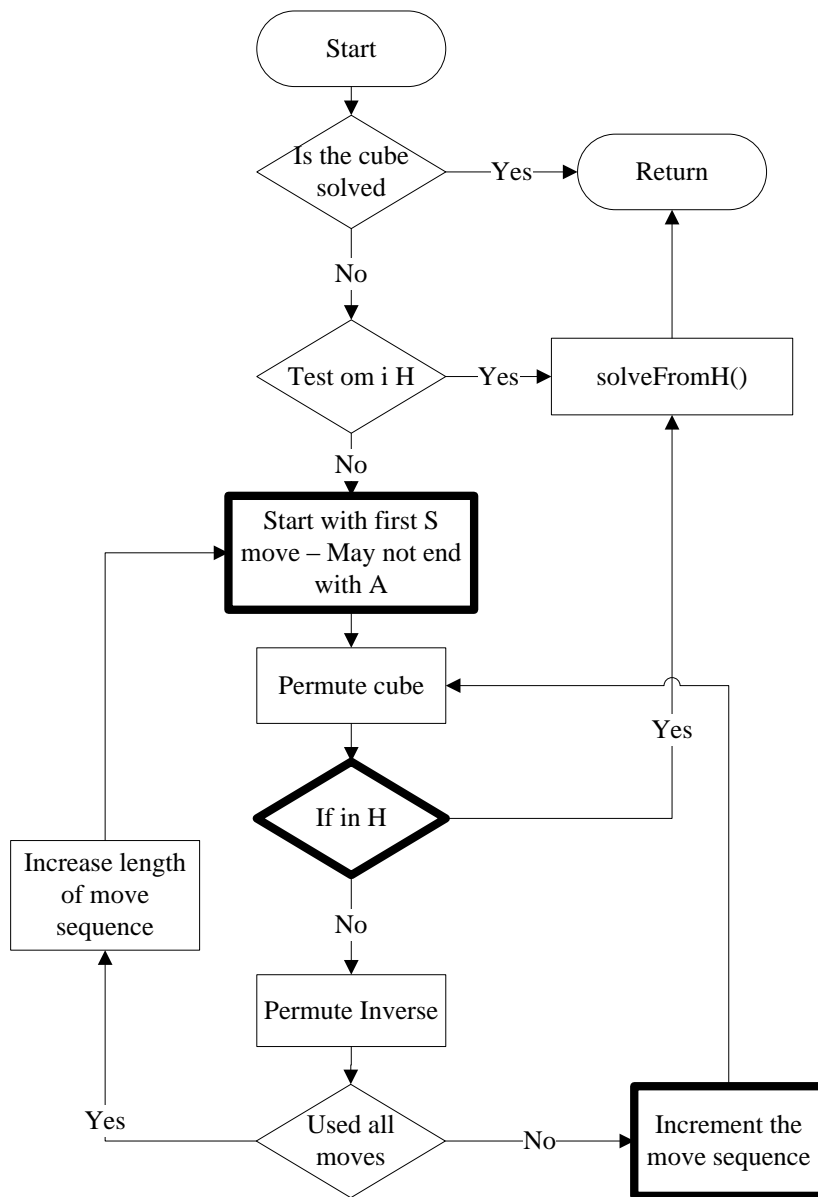 Start
Is the cube
solved
Yes
Return
No
Test om i H
Yes
solveFromH()
No
Start with first S
move – May not end
with A
Permute cube
Yes
If in H
Increase length
of move
sequence
No
Permute Inverse
Yes
Used all
moves
No
Increment the
move sequence